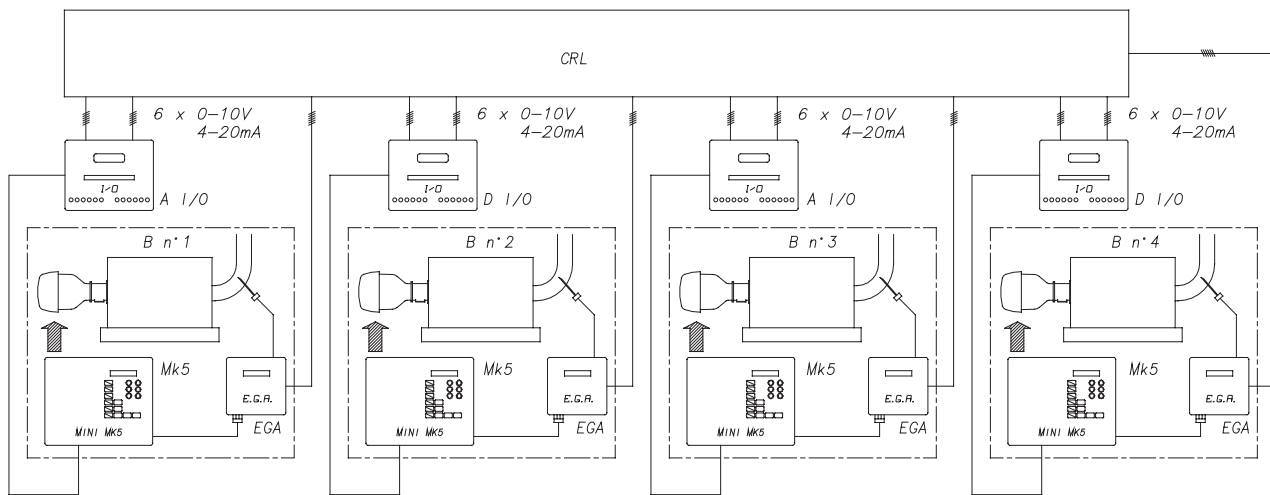 CRL
6 x 0-10V
4-20mA
6 x 0-10V
4-20mA
6 x 0-10V
4-20mA
6 x 0-10V
4-20mA
I/O
A I/O
I/O
D I/O
I/O
A I/O
I/O
D I/O
B n°1
B n°2
B n°3
B n°4
Mk5
E.G.A.
MINI MK5
EGA
Mk5
E.G.A.
MINI MK5
EGA
Mk5
E.G.A.
MINI MK5
EGA
Mk5
E.G.A.
MINI MK5
EGA